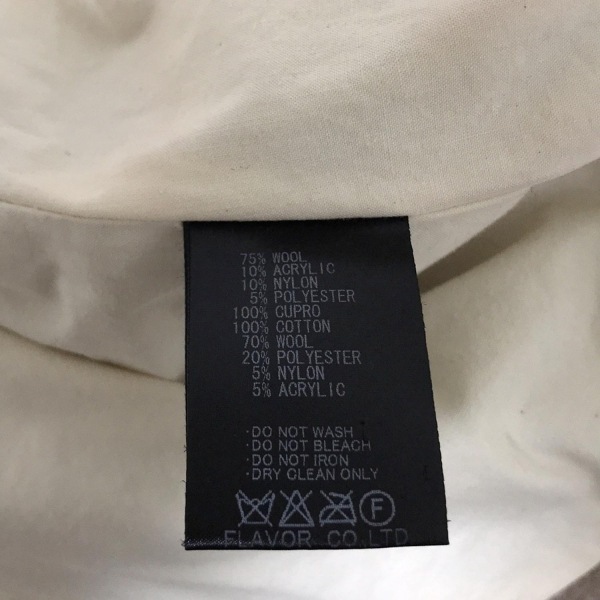 75% WOOL
10% ACRYLIC
10% NYLON
5% POLYESTER
100% CUPRO
100% COTTON
70% WOOL
20% POLYESTER
5% NYLON
5% ACRYLIC
·DO NOT WASH
·DO NOT BLEACH
·DO NOT IRON
·DRY CLEAN ONLY
F
FLAVOR CO.LTD